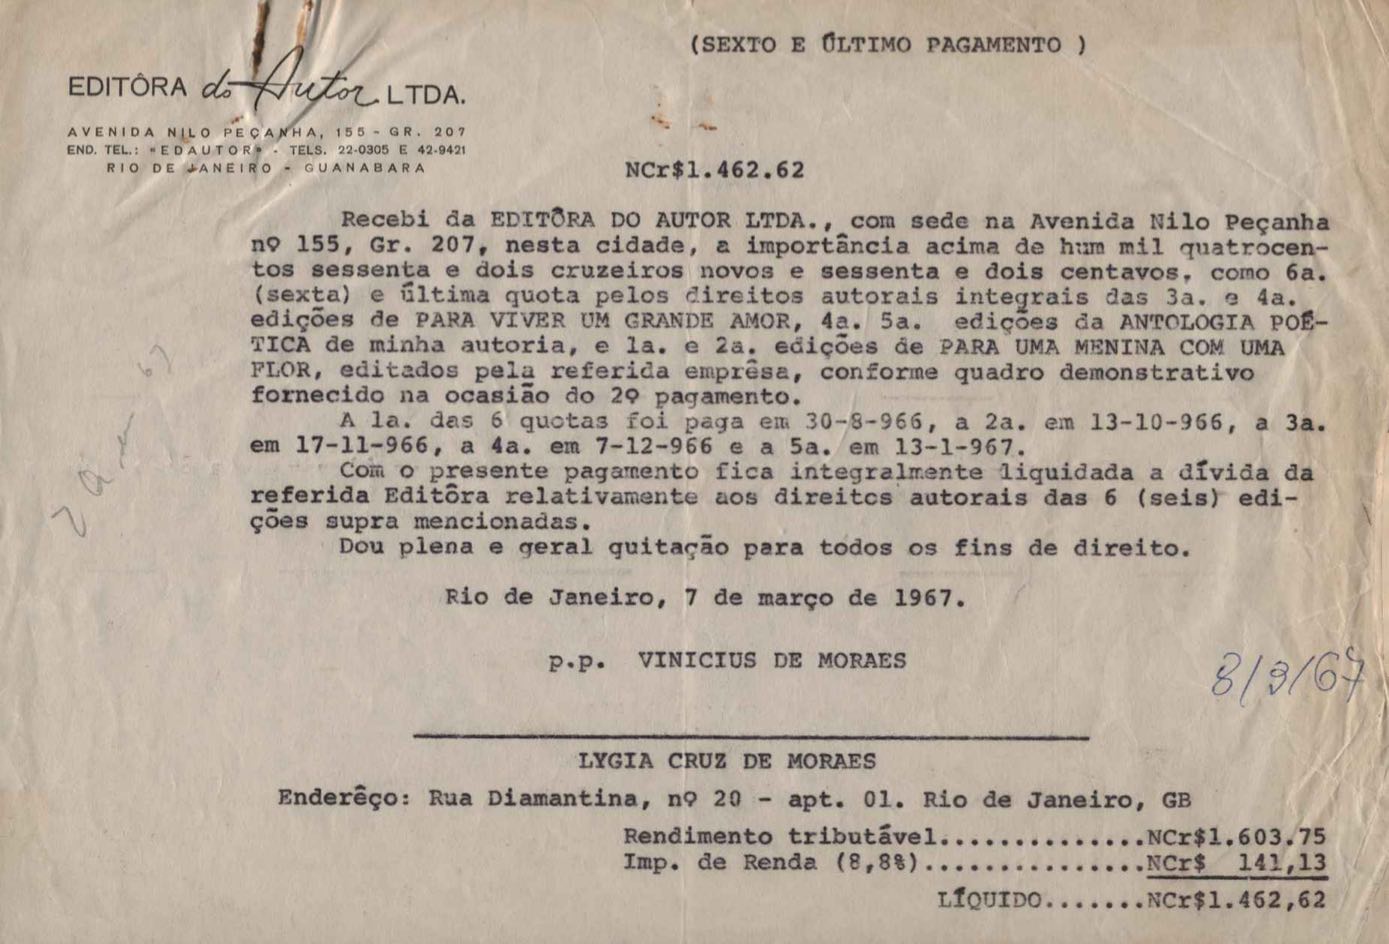 (SEXTO E ÚLTIMO PAGAMENTO )
EDITÔRA do Autor LTDA.
AVENIDA NILO PEÇANHA, 155 - GR. 207
END. TEL.: «EDAUTOR» - TELS. 22-0305 E 42-9421
RIO DE JANEIRO - GUANABARA
NCr$1.462.62
Recebi da EDITÔRA DO AUTOR LTDA., com sede na Avenida Nilo Peçanha
nº 155, Gr. 207, nesta cidade, a importância acima de hum mil quatrocen-
tos sessenta e dois cruzeiros novos e sessenta e dois centavos, como 6a.
(sexta) e última quota pelos direitos autorais integrais das 3a. e 4a.
edições de PARA VIVER UM GRANDE AMOR, 4a. 5a. edições da ANTOLOGIA POÉ-
TICA de minha autoria, e 1a. e 2a. edições de PARA UMA MENINA COM UMA
FLOR, editados pela referida emprêsa, conforme quadro demonstrativo
fornecido na ocasião do 2º pagamento.
A 1a. das 6 quotas foi paga em 30-8-966, a 2a. em 13-10-966, a 3a.
em 17-11-966, a 4a. em 7-12-966 e a 5a. em 13-1-967.
Com o presente pagamento fica integralmente liquidada a dívida da
referida Editôra relativamente aos direitos autorais das 6 (seis) edi-
ções supra mencionadas.
Dou plena e geral quitação para todos os fins de direito.
Rio de Janeiro, 7 de março de 1967.
p.p. VINICIUS DE MORAES
8/3/67
LYGIA CRUZ DE MORAES
Enderêço: Rua Diamantina, nº 20 - apt. 01. Rio de Janeiro, GB
Rendimento tributável..............NCr$1.603.75
Imp. de Renda (8,8%)...............NCr$ 141,13
LÍQUIDO.......NCr$1.462,62